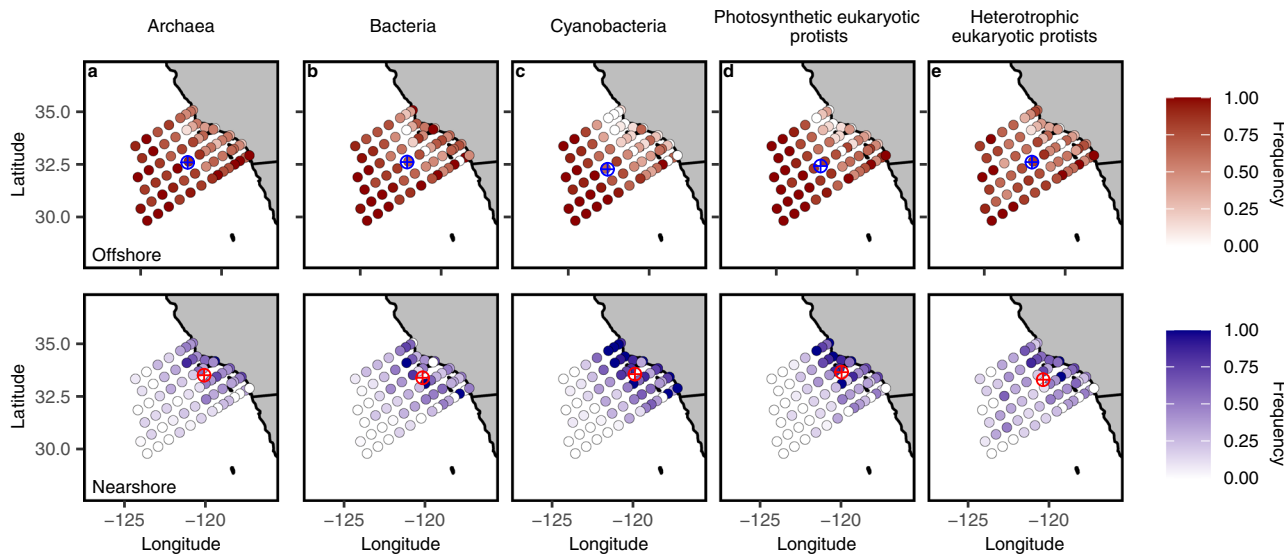 Archaea
Bacteria
Cyanobacteria
Photosynthetic eukaryotic
protists
Heterotrophic
eukaryotic protists
a
b
c
d
e
Latitude
35.0
32.5
30.0
Offshore
1.00
0.75
0.50
0.25
0.00
Frequency
Latitude
35.0
32.5
30.0
Nearshore
1.00
0.75
0.50
0.25
0.00
Frequency
−125
−120
−125
−120
−125
−120
−125
−120
−125
−120
Longitude
Longitude
Longitude
Longitude
Longitude